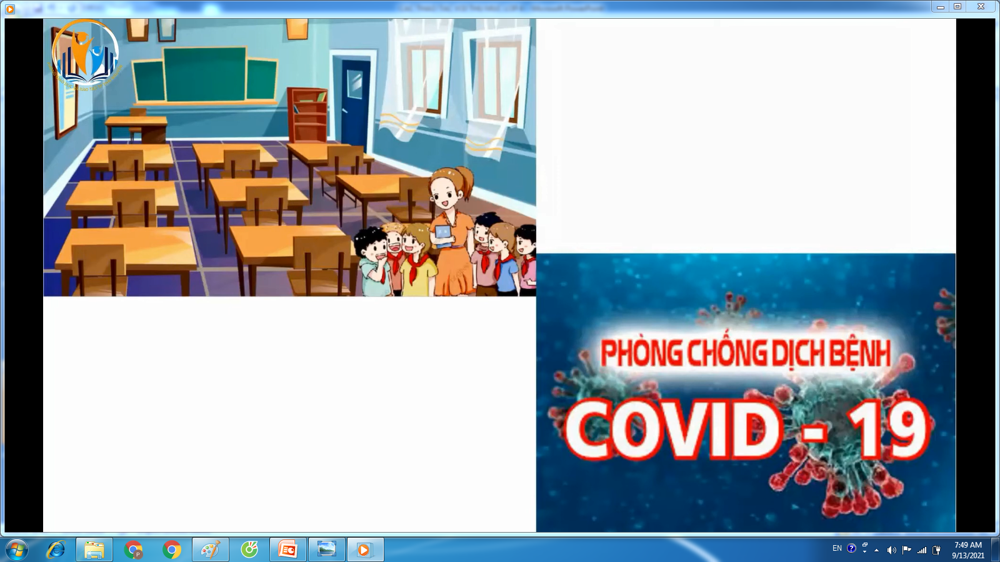 PHÒNG CHỐNG DỊCH BỆNH
COVID - 19
EN
7:49 AM
9/13/2021